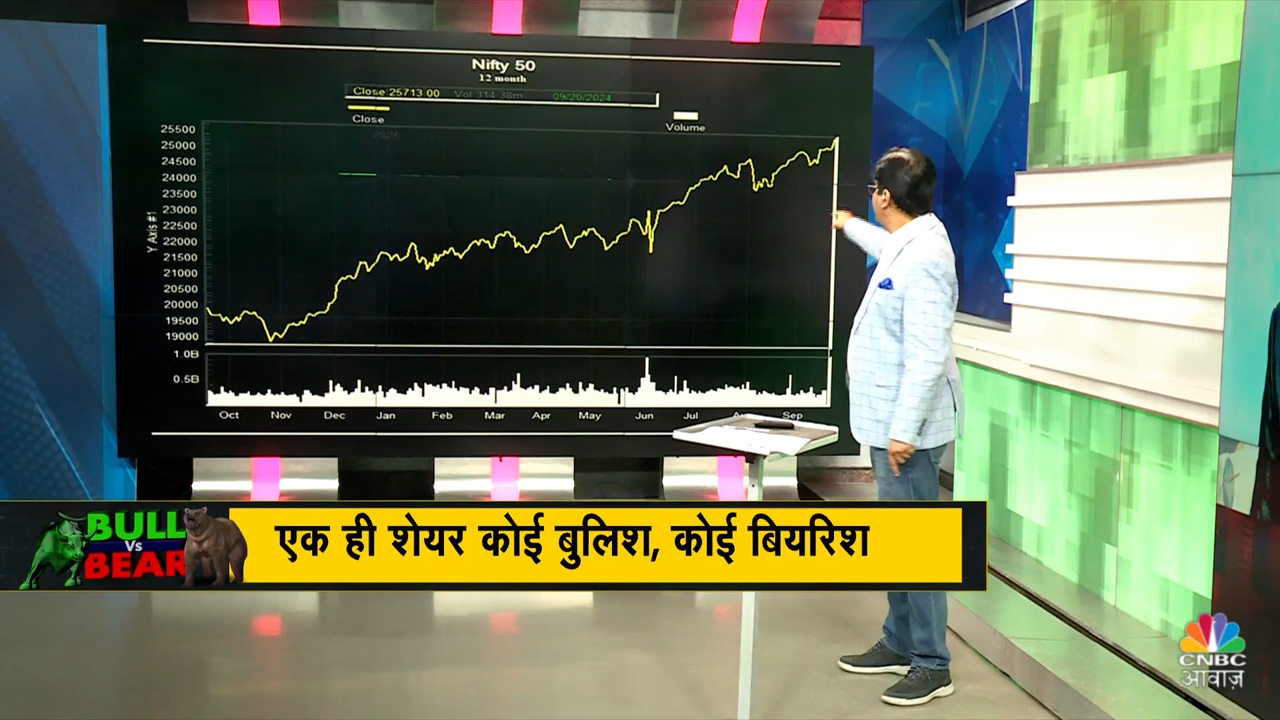 Nifty 50
12 month
Close 25713.00 Vol 314.38m 09/20/2024
Close
Volume
25500
25000
24500
24000
23500
23000
22500
22000
21500
21000
20500
20000
19500
19000
Y Axis #1
1.0B
0.5B
Oct Nov Dec Jan Feb Mar Apr May Jun Jul Sep
BULL
Vs
BEAR
एक ही शेयर कोई बुलिश, कोई बियरिश
CNBC
आवाज़